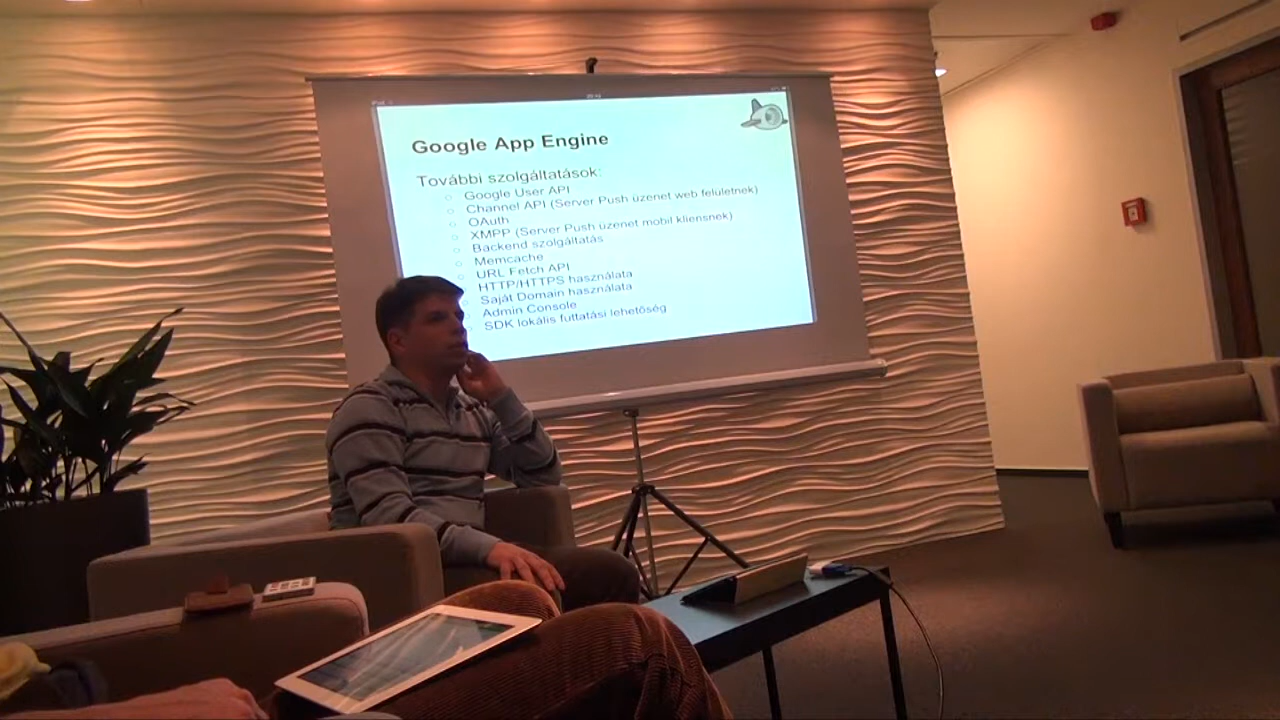 Google App Engine
További szolgáltatások:
Google User API
Channel API (Server Push üzenet web felületnek)
OAuth
XMPP (Server Push üzenet mobil kliensnek)
Backend szolgáltatás
Memcache
URL Fetch API
HTTP/HTTPS használata
Saját Domain használata
Admin Console
SDK lokális futtatási lehetőség